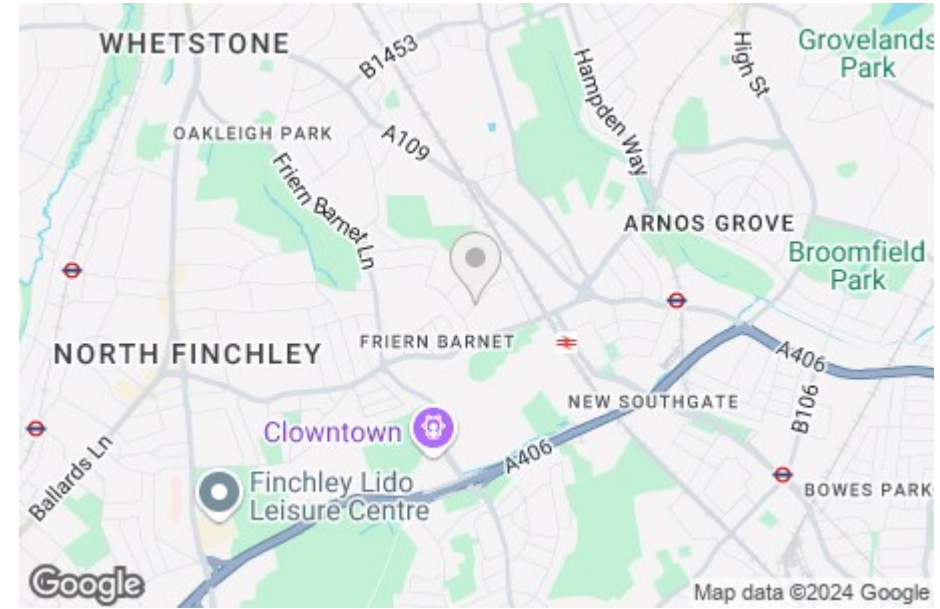 WHETSTONE
B1453
Hampden Way
High St
Grovelands
Park
OAKLEIGH PARK
A109
Friern Barnet Ln
ARNOS GROVE
Broomfield
Park
NORTH FINCHLEY
FRIERN BARNET
A406
NEW SOUTHGATE
B106
Clowntown
A406
Ballards Ln
Finchley Lido
Leisure Centre
BOWES PARK
Google
Map data ©2024 Google